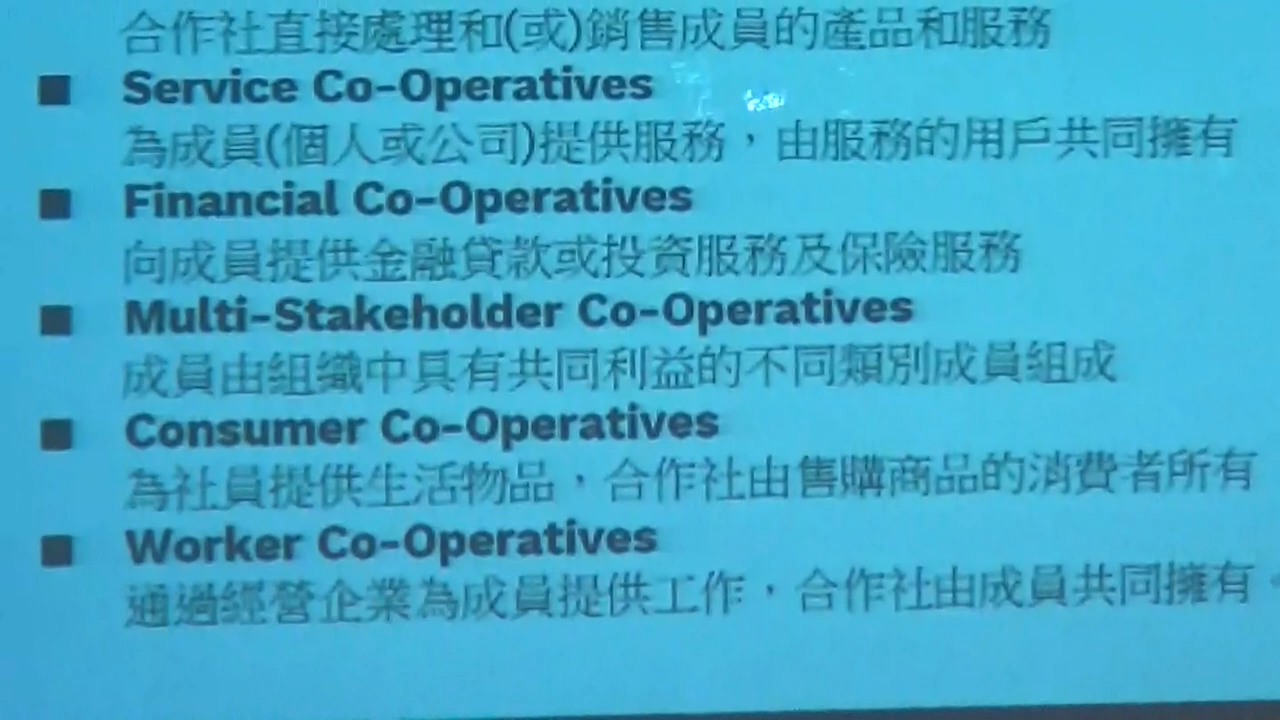 合作社直接處理和(或)銷售成員的產品和服務
■ Service Co-Operatives
為成員(個人或公司)提供服務，由服務的用戶共同擁有
■ Financial Co-Operatives
向成員提供金融貸款或投資服務及保險服務
■ Multi-Stakeholder Co-Operatives
成員由組織中具有共同利益的不同類別成員組成
■ Consumer Co-Operatives
為社員提供生活物品，合作社由售購商品的消費者所有
■ Worker Co-Operatives
通過經營企業為成員提供工作，合作社由成員共同擁有。